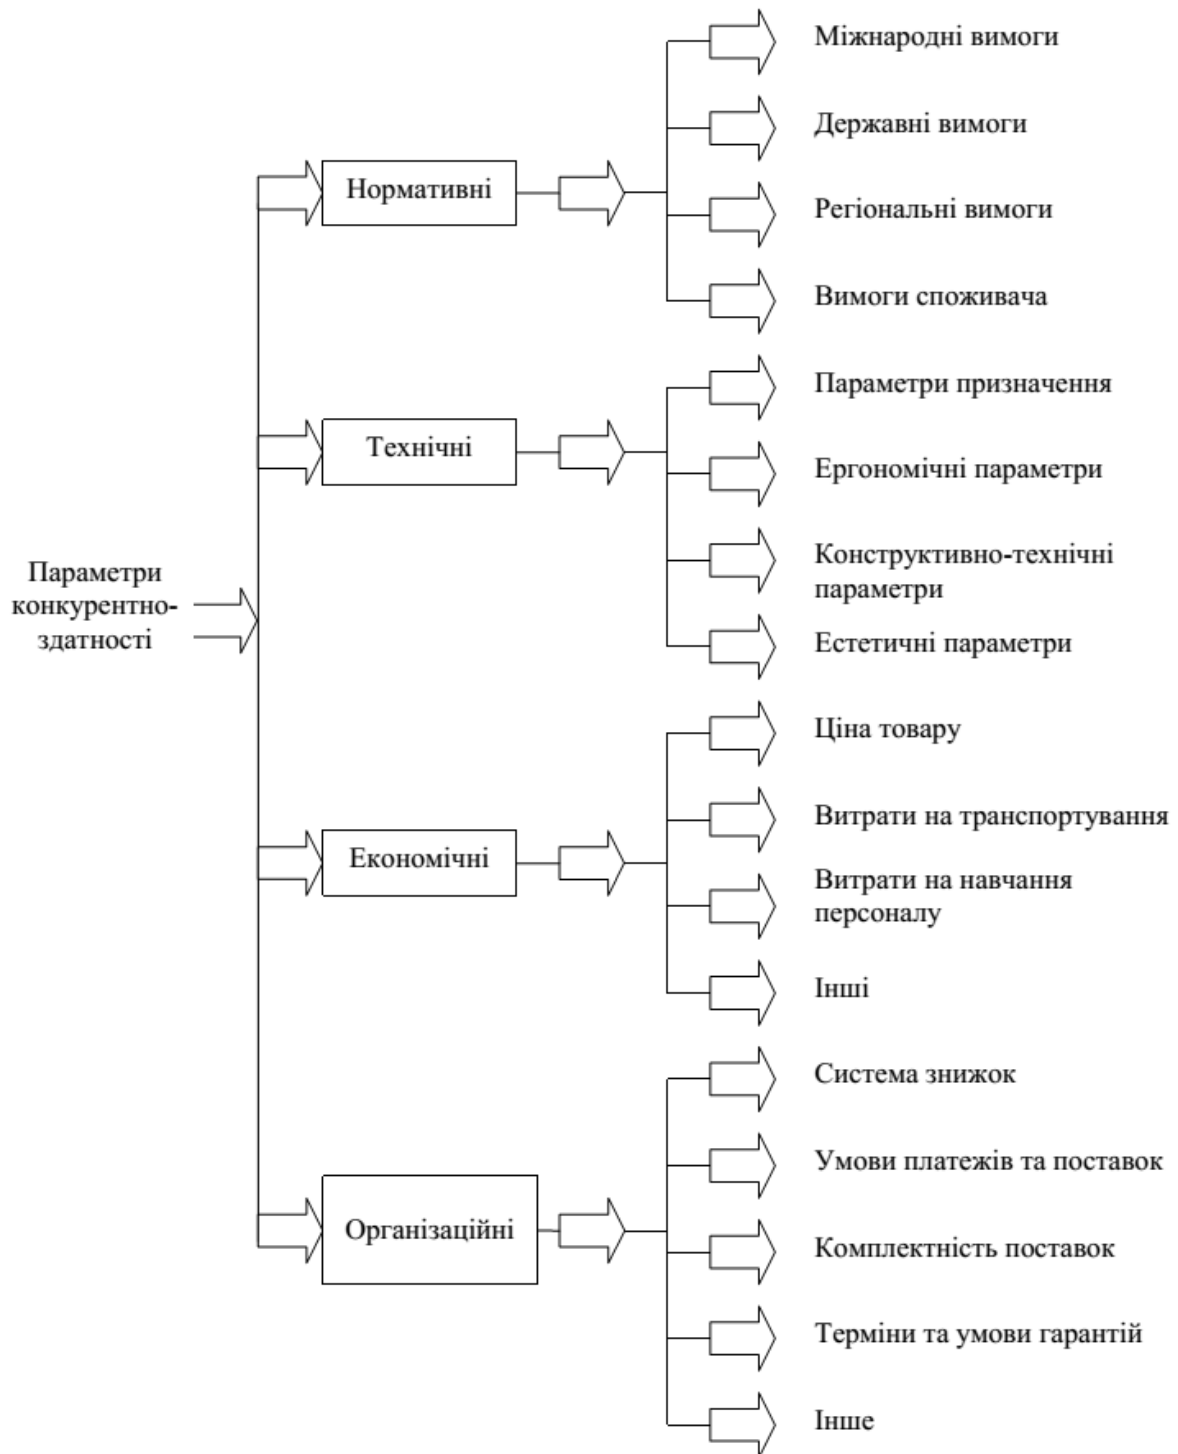 Параметри
конкурентно-
здатності
Нормативні
Міжнародні вимоги
Державні вимоги
Регіональні вимоги
Вимоги споживача
Технічні
Параметри призначення
Ергономічні параметри
Конструктивно-технічні
параметри
Естетичні параметри
Економічні
Ціна товару
Витрати на транспортування
Витрати на навчання
персоналу
Інші
Організаційні
Система знижок
Умови платежів та поставок
Комплектність поставок
Терміни та умови гарантій
Інше